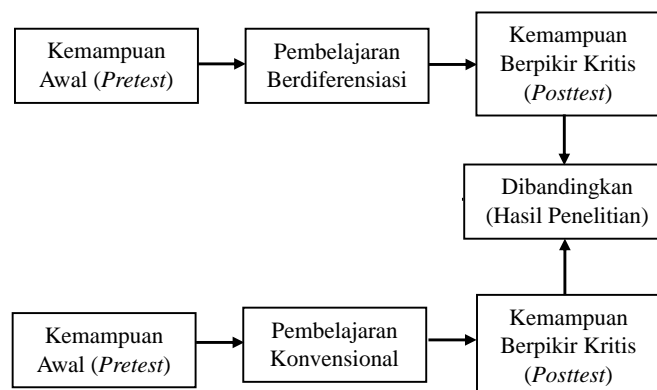 Kemampuan
Awal (Pretest)
Pembelajaran
Berdiferensiasi
Kemampuan
Berpikir Kritis
(Posttest)
Dibandingkan
(Hasil Penelitian)
Kemampuan
Awal (Pretest)
Pembelajaran
Konvensional
Kemampuan
Berpikir Kritis
(Posttest)